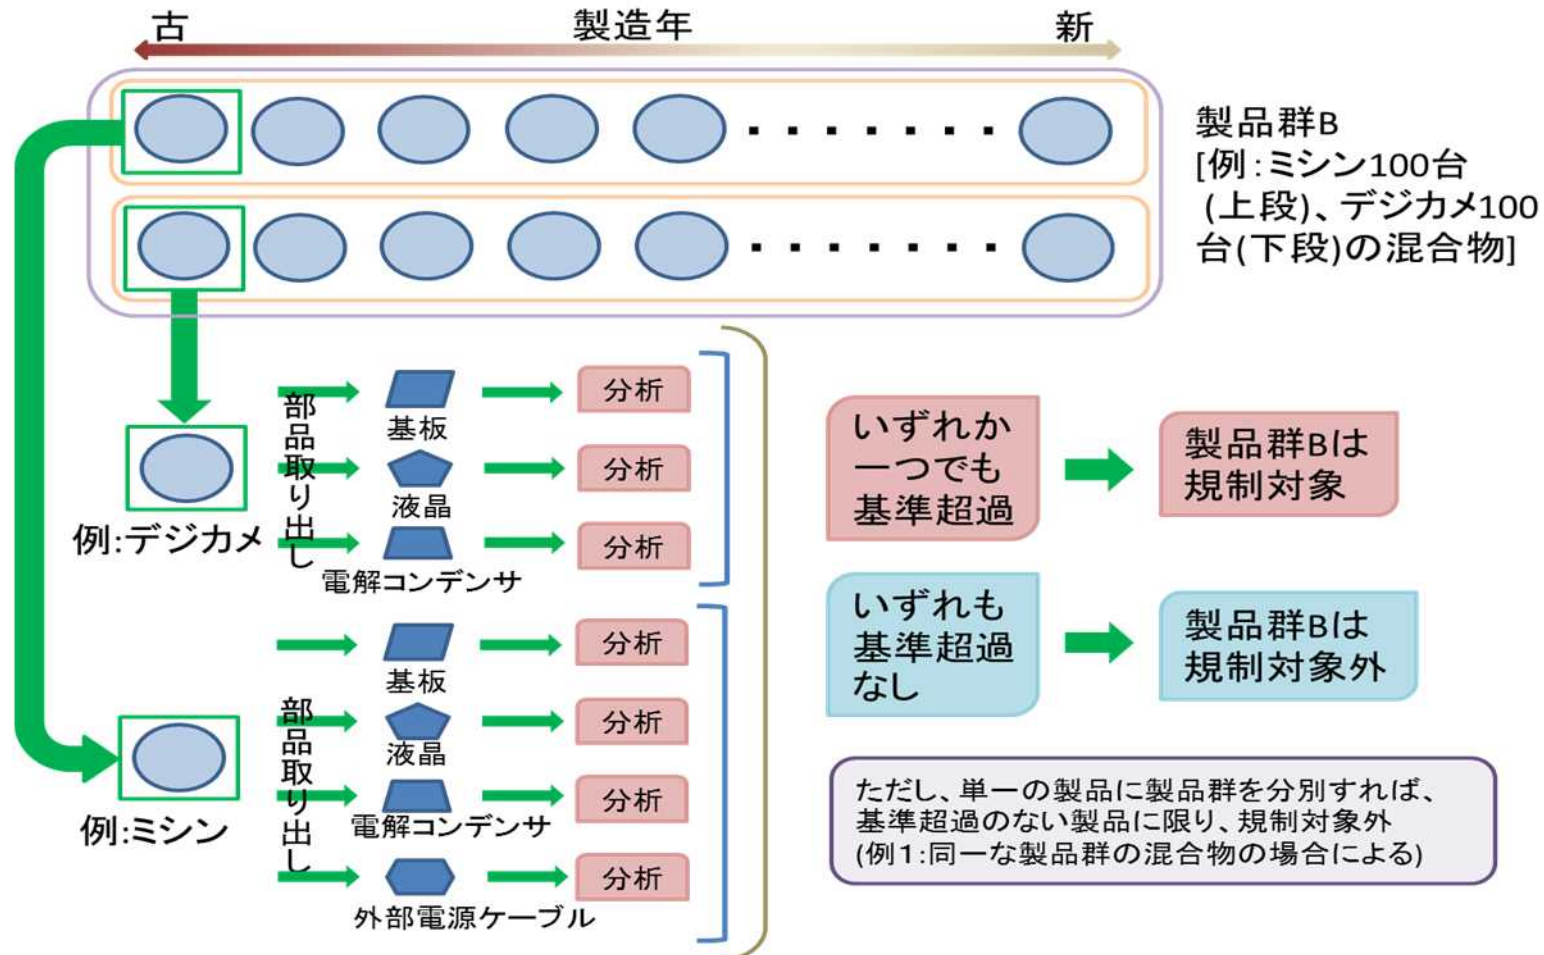 古 製造年 新
製品群B
[例：ミシン100台
(上段)、デジカメ100
台(下段)の混合物]
例:デジカメ
部品取り出し
基板
分析
液晶
分析
電解コンデンサ
分析
例:ミシン
部品取り出し
基板
分析
液晶
分析
電解コンデンサ
分析
外部電源ケーブル
分析
いずれか
一つでも
基準超過
製品群Bは
規制対象
いずれも
基準超過
なし
製品群Bは
規制対象外
ただし、単一の製品に製品群を分別すれば、
基準超過のない製品に限り、規制対象外
(例１:同一な製品群の混合物の場合による)